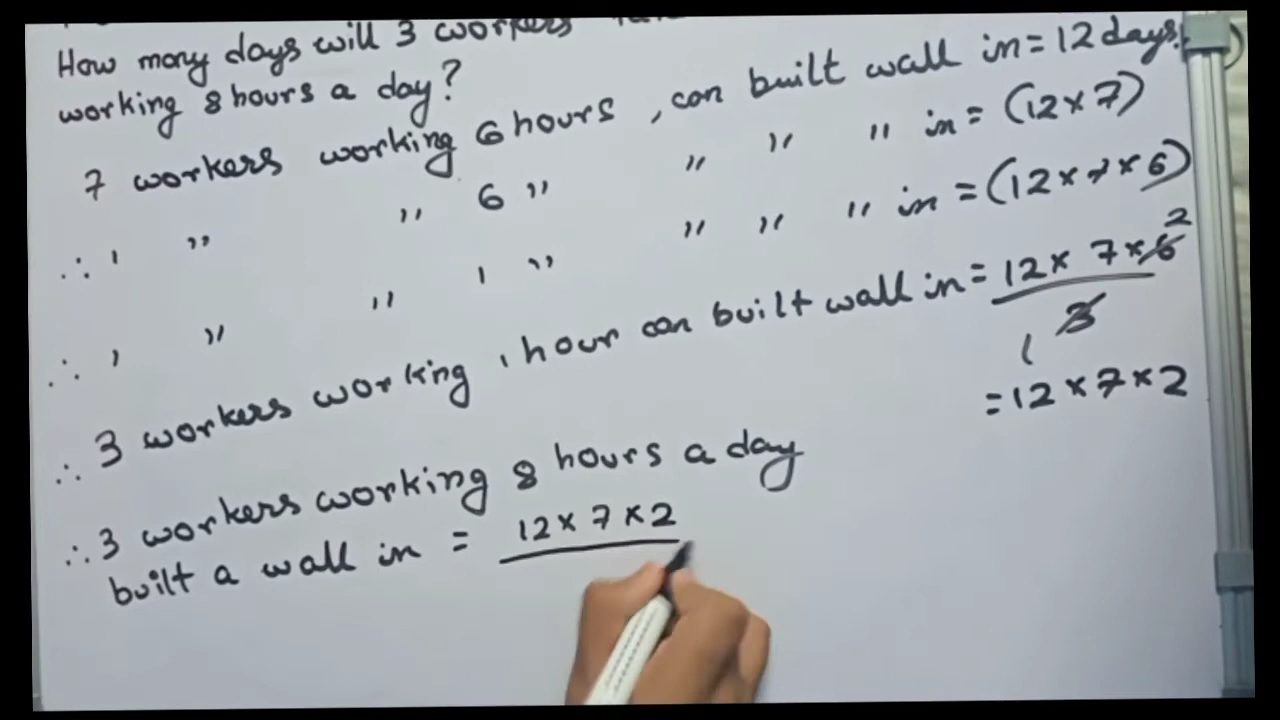 How many days will 3 workers
working 8 hours a day?
7 workers working 6 hours, can built wall in = 12 days.
∴ 1 " " 6 " " " " in = (12 × 7)
∴ 1 " " 1 " " " " in = (12 × 7 × 6)
∴ 3 workers working 1 hour can built wall in = 12 × 7 × 6 2
1 3
= 12 × 7 × 2
∴ 3 workers working 8 hours a day
built a wall in = 12 × 7 × 2